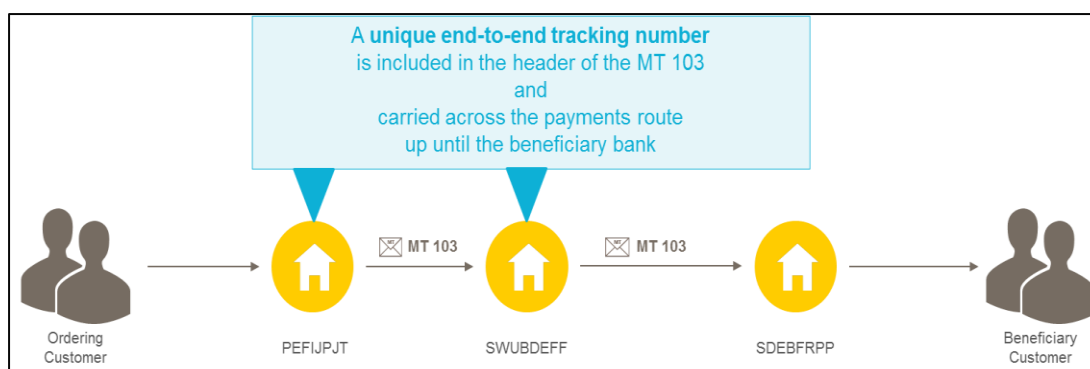 A unique end-to-end tracking number
is included in the header of the MT 103
and
carried across the payments route
up until the beneficiary bank
MT 103
MT 103
Ordering
Customer
PEFIJPJT
SWUBDEFF
SDEBFRPP
Beneficiary
Customer